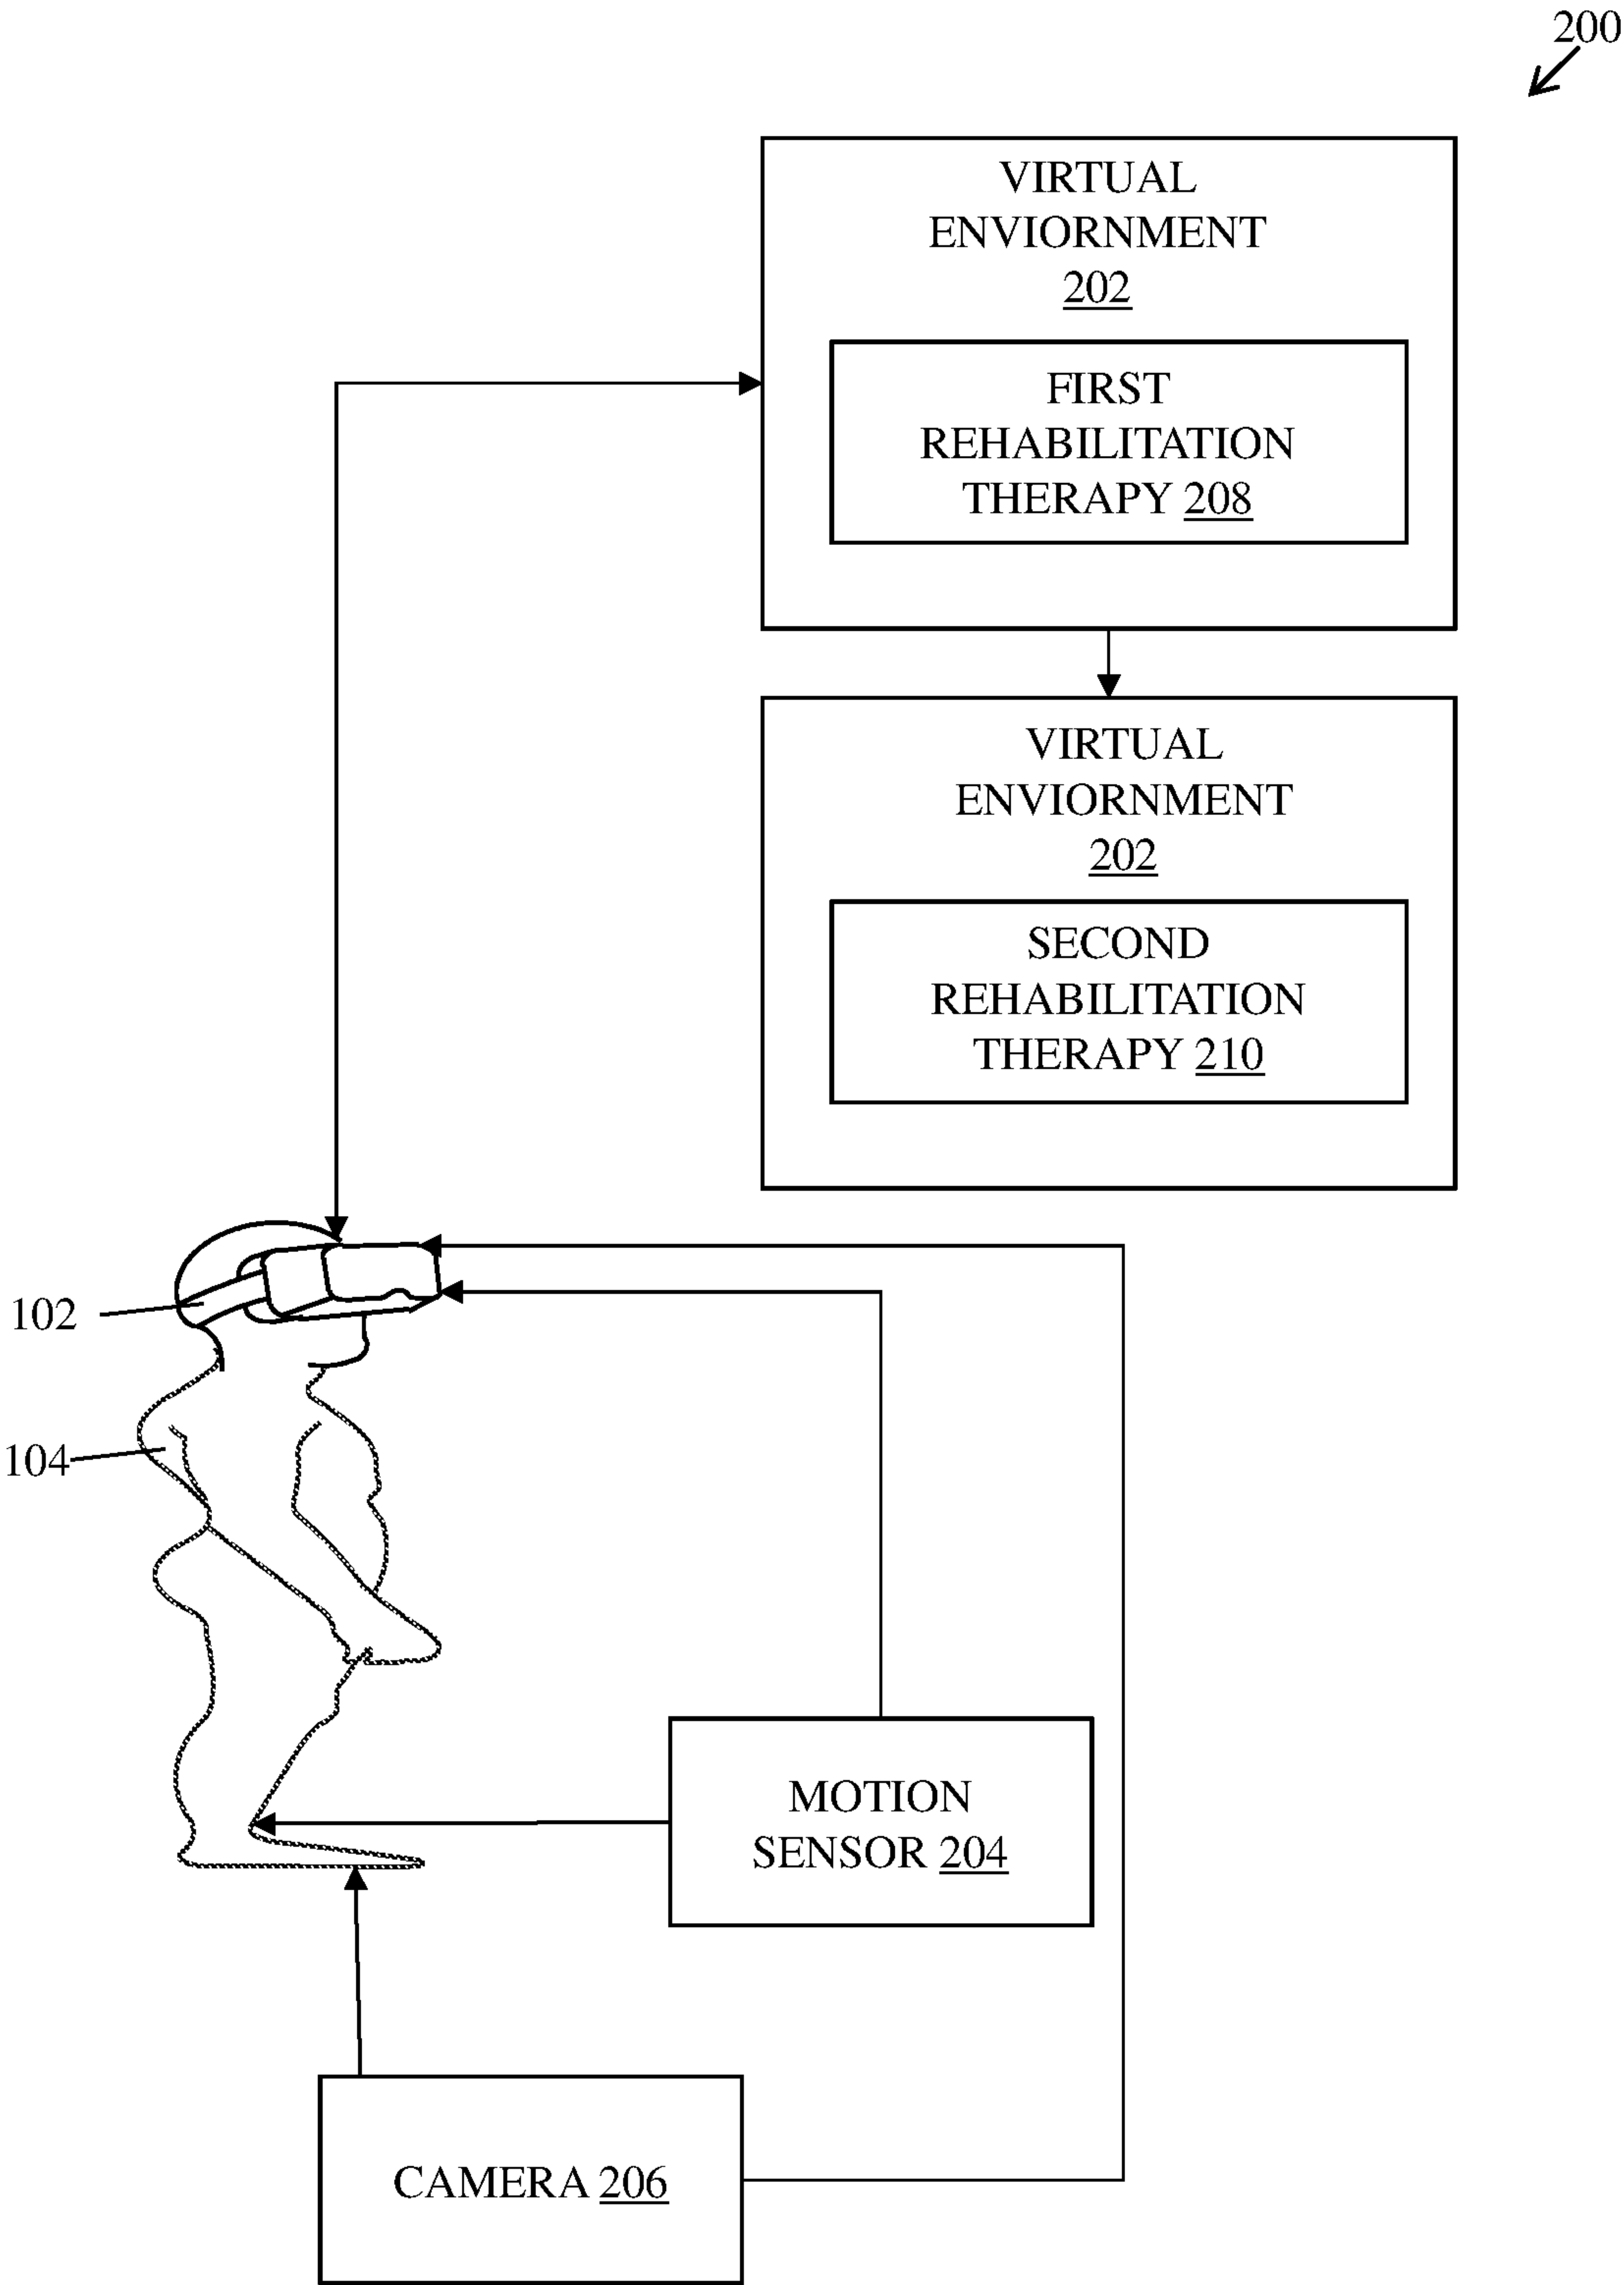 200
VIRTUAL
ENVIORNMENT
202
FIRST
REHABILITATION
THERAPY 208
VIRTUAL
ENVIORNMENT
202
SECOND
REHABILITATION
THERAPY 210
102
104
MOTION
SENSOR 204
CAMERA 206